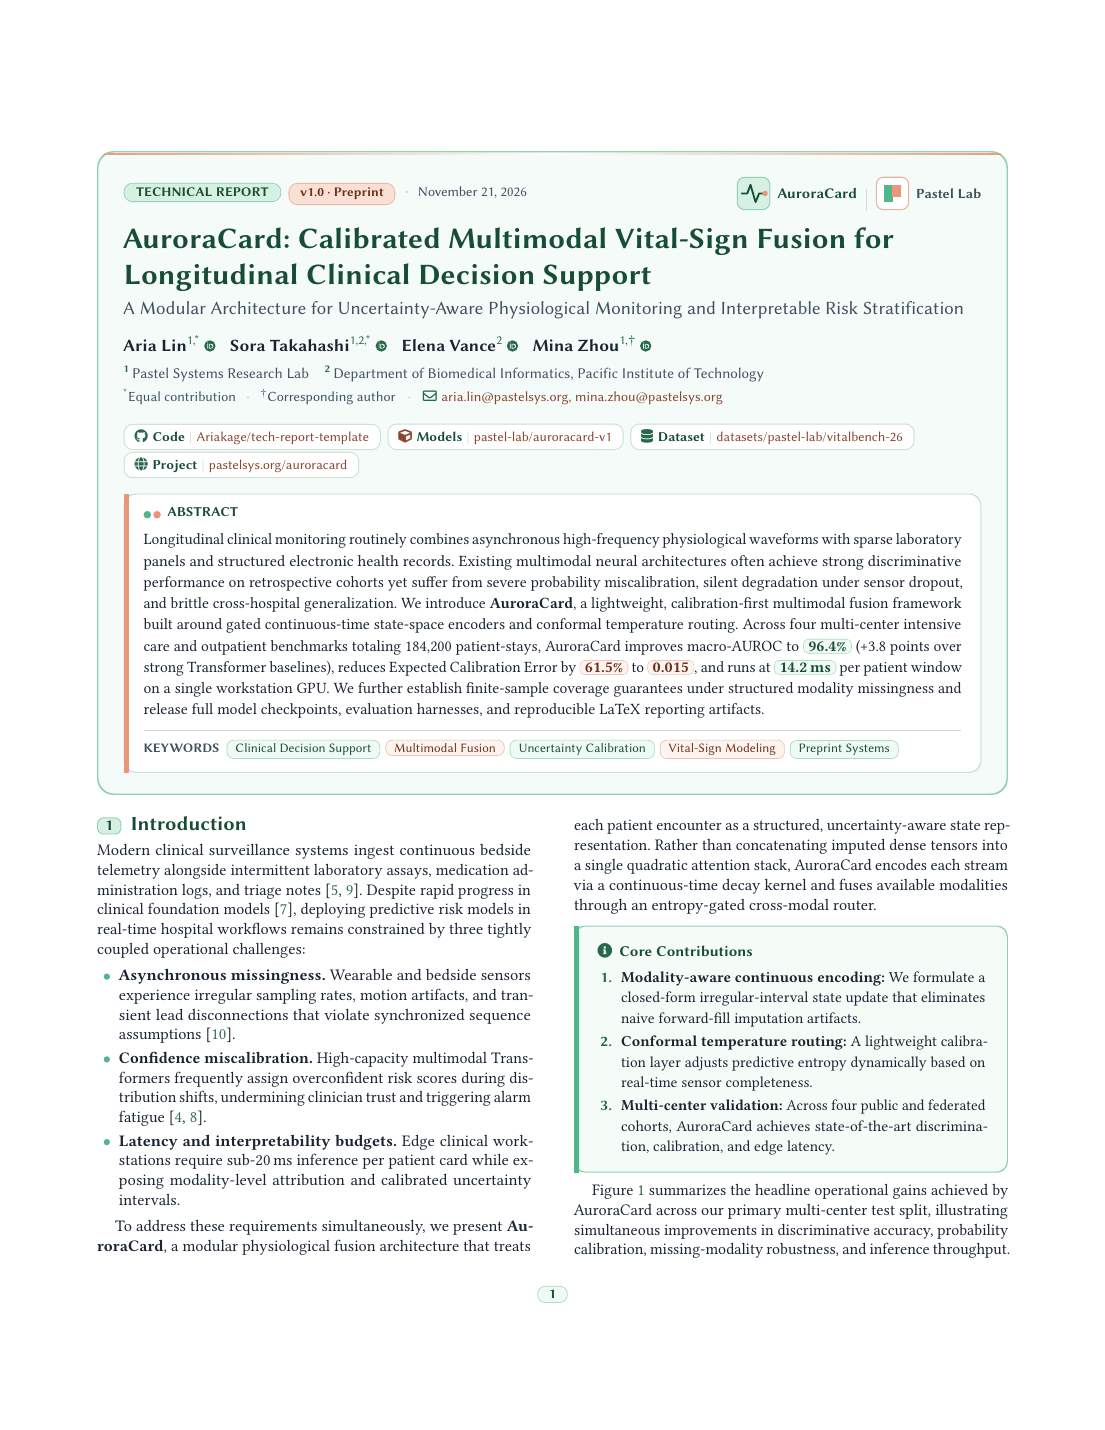 TECHNICAL REPORT v1.0 · Preprint · November 21, 2026
AuroraCard Pastel Lab
AuroraCard: Calibrated Multimodal Vital-Sign Fusion for
Longitudinal Clinical Decision Support
A Modular Architecture for Uncertainty-Aware Physiological Monitoring and Interpretable Risk Stratification
Aria Lin1,* Sora Takahashi1,2,* Elena Vance2 Mina Zhou1,†
1 Pastel Systems Research Lab 2 Department of Biomedical Informatics, Pacific Institute of Technology
*Equal contribution · †Corresponding author · aria.lin@pastelsys.org, mina.zhou@pastelsys.org
Code | Ariakage/tech-report-template Models | pastel-lab/auroracard-v1 Dataset | datasets/pastel-lab/vitalbench-26
Project | pastelsys.org/auroracard
ABSTRACT
Longitudinal clinical monitoring routinely combines asynchronous high-frequency physiological waveforms with sparse laboratory
panels and structured electronic health records. Existing multimodal neural architectures often achieve strong discriminative
performance on retrospective cohorts yet suffer from severe probability miscalibration, silent degradation under sensor dropout,
and brittle cross-hospital generalization. We introduce AuroraCard, a lightweight, calibration-first multimodal fusion framework
built around gated continuous-time state-space encoders and conformal temperature routing. Across four multi-center intensive
care and outpatient benchmarks totaling 184,200 patient-stays, AuroraCard improves macro-AUROC to 96.4% (+3.8 points over
strong Transformer baselines), reduces Expected Calibration Error by 61.5% to 0.015, and runs at 14.2 ms per patient window
on a single workstation GPU. We further establish finite-sample coverage guarantees under structured modality missingness and
release full model checkpoints, evaluation harnesses, and reproducible LaTeX reporting artifacts.
KEYWORDS Clinical Decision Support Multimodal Fusion Uncertainty Calibration Vital-Sign Modeling Preprint Systems
1 Introduction
Modern clinical surveillance systems ingest continuous bedside
telemetry alongside intermittent laboratory assays, medication ad-
ministration logs, and triage notes [5, 9]. Despite rapid progress in
clinical foundation models [7], deploying predictive risk models in
real-time hospital workflows remains constrained by three tightly
coupled operational challenges:
• Asynchronous missingness. Wearable and bedside sensors
experience irregular sampling rates, motion artifacts, and tran-
sient lead disconnections that violate synchronized sequence
assumptions [10].
• Confidence miscalibration. High-capacity multimodal Trans-
formers frequently assign overconfident risk scores during dis-
tribution shifts, undermining clinician trust and triggering alarm
fatigue [4, 8].
• Latency and interpretability budgets. Edge clinical work-
stations require sub-20 ms inference per patient card while ex-
posing modality-level attribution and calibrated uncertainty
intervals.
To address these requirements simultaneously, we present Au-
roraCard, a modular physiological fusion architecture that treats
each patient encounter as a structured, uncertainty-aware state rep-
resentation. Rather than concatenating imputed dense tensors into
a single quadratic attention stack, AuroraCard encodes each stream
via a continuous-time decay kernel and fuses available modalities
through an entropy-gated cross-modal router.
Core Contributions
1. Modality-aware continuous encoding: We formulate a
closed-form irregular-interval state update that eliminates
naive forward-fill imputation artifacts.
2. Conformal temperature routing: A lightweight calibra-
tion layer adjusts predictive entropy dynamically based on
real-time sensor completeness.
3. Multi-center validation: Across four public and federated
cohorts, AuroraCard achieves state-of-the-art discrimina-
tion, calibration, and edge latency.
Figure 1 summarizes the headline operational gains achieved by
AuroraCard across our primary multi-center test split, illustrating
simultaneous improvements in discriminative accuracy, probability
calibration, missing-modality robustness, and inference throughput.
1